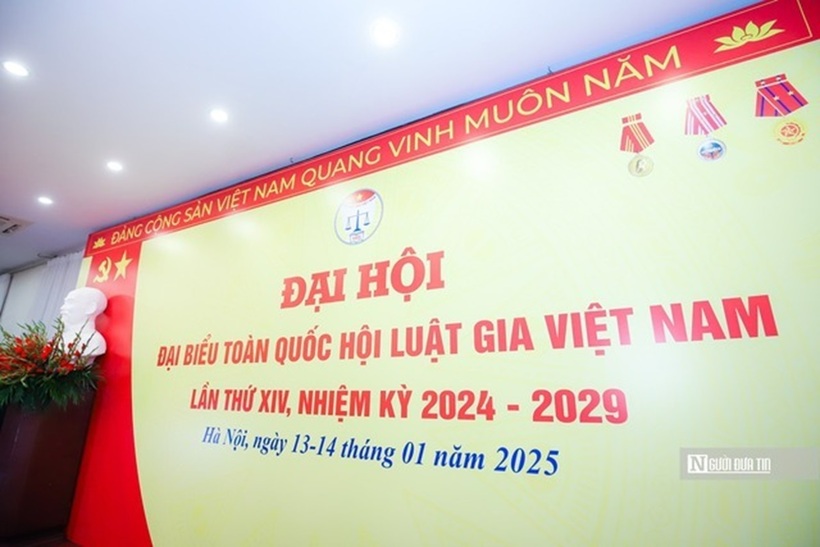 ĐẢNG CỘNG SẢN VIỆT NAM QUANG VINH MUÔN NĂM
ĐẠI HỘI
ĐẠI BIỂU TOÀN QUỐC HỘI LUẬT GIA VIỆT NAM
LẦN THỨ XIV, NHIỆM KỲ 2024 - 2029
Hà Nội, ngày 13-14 tháng 01 năm 2025
NGƯỜI ĐƯA TIN